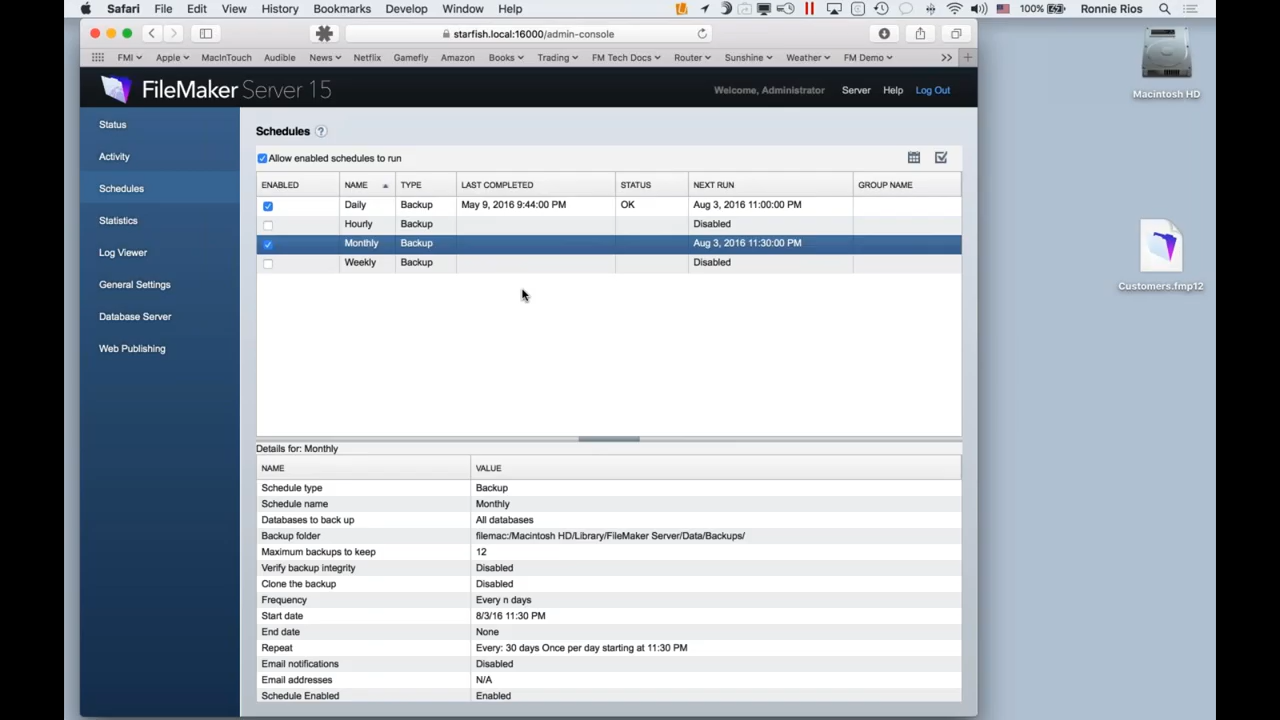 Safari File Edit View History Bookmarks Develop Window Help 100% Ronnie Rios
starfish.local:16000/admin-console
FMI Apple MacInTouch Audible News Netflix Gamefly Amazon Books Trading FM Tech Docs Router Sunshine Weather FM Demo
FileMaker Server 15 Welcome, Administrator Server Help Log Out
Macintosh HD
Status
Activity
Schedules
Statistics
Log Viewer
General Settings
Database Server
Web Publishing
Schedules ?
Allow enabled schedules to run
ENABLED NAME TYPE LAST COMPLETED STATUS NEXT RUN GROUP NAME
Daily Backup May 9, 2016 9:44:00 PM OK Aug 3, 2016 11:00:00 PM
Hourly Backup Disabled
Monthly Backup Aug 3, 2016 11:30:00 PM
Weekly Backup Disabled
Customers.fmp12
Details for: Monthly
NAME VALUE
Schedule type Backup
Schedule name Monthly
Databases to back up All databases
Backup folder filemac:/Macintosh HD/Library/FileMaker Server/Data/Backups/
Maximum backups to keep 12
Verify backup integrity Disabled
Clone the backup Disabled
Frequency Every n days
Start date 8/3/16 11:30 PM
End date None
Repeat Every: 30 days Once per day starting at 11:30 PM
Email notifications Disabled
Email addresses N/A
Schedule Enabled Enabled